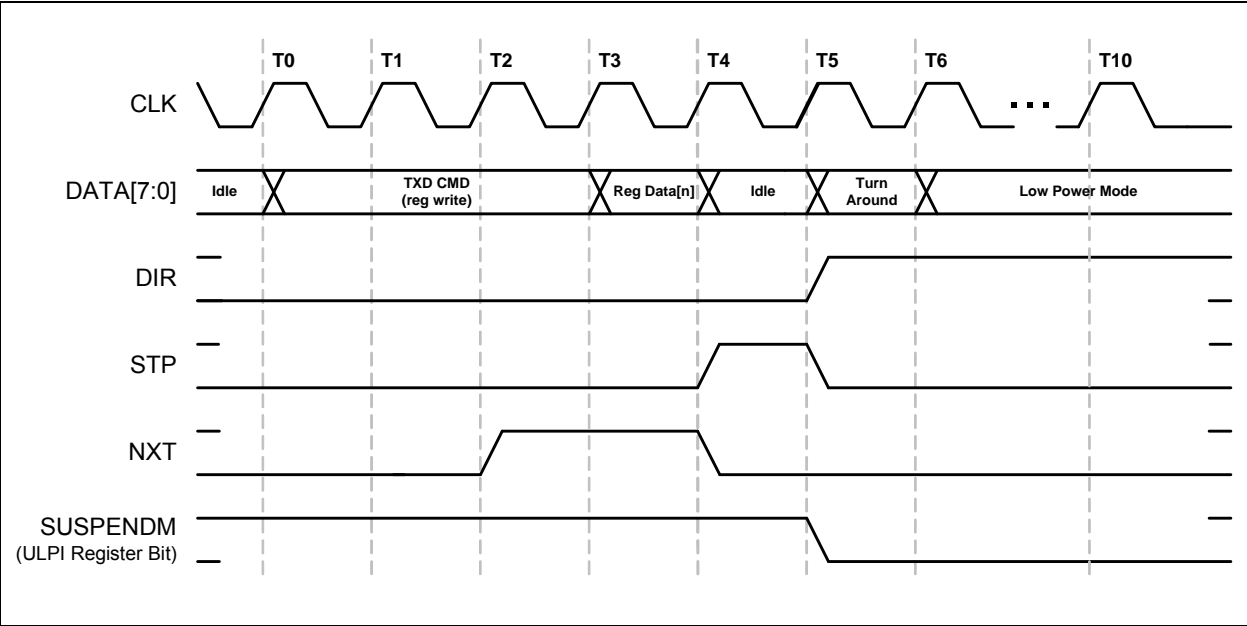 T0 T1 T2 T3 T4 T5 T6 T10
CLK
...
DATA[7:0]
Idle
TXD CMD
(reg write)
Reg Data[n]
Idle
Turn
Around
Low Power Mode
DIR
STP
NXT
SUSPENDM
(ULPI Register Bit)